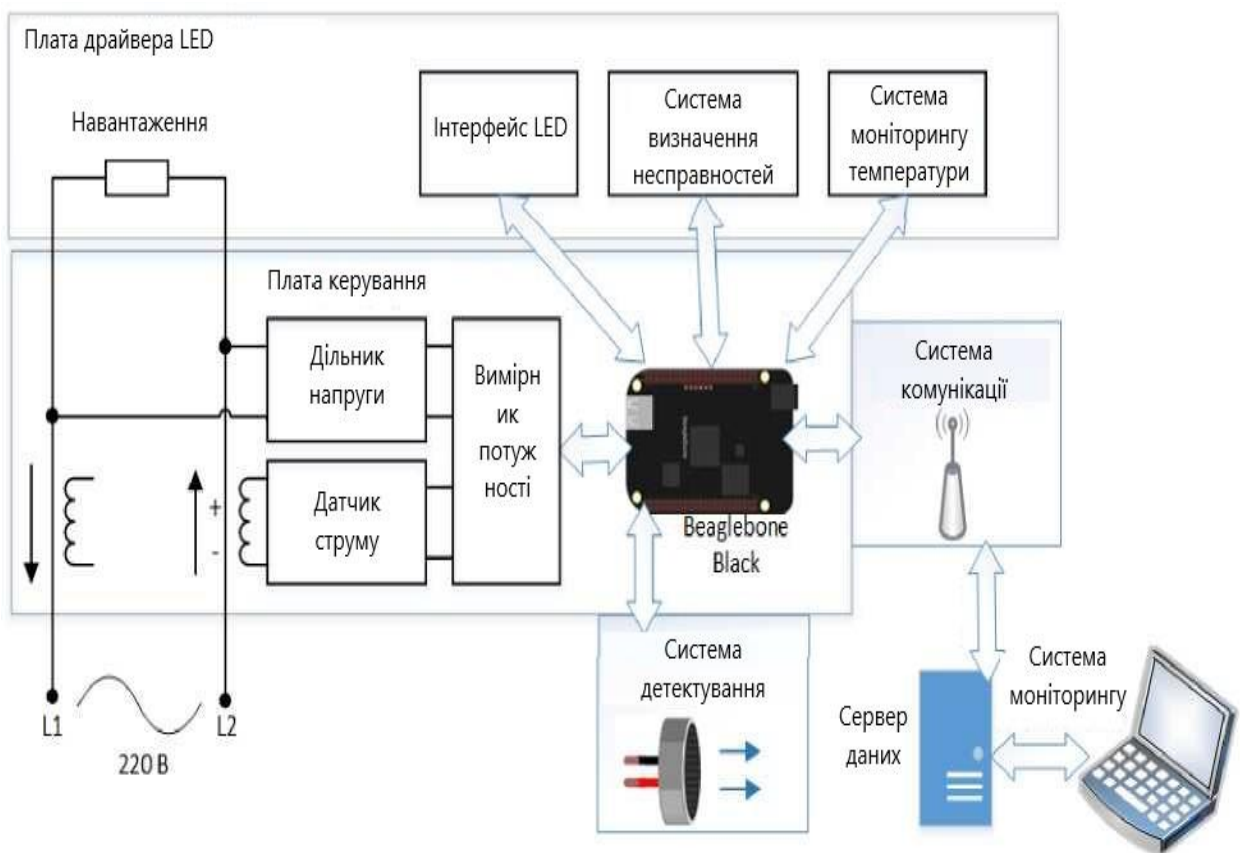 Плата драйвера LED
Навантаження
Інтерфейс LED
Система
визначення
несправностей
Система
моніторингу
температури
Плата керування
Дільник
напруги
Вимірн
ик
потуж
ності
Датчик
струму
+
-
Beaglebone
Black
Система
комунікації
Система
детектування
L1
L2
220 В
Сервер
даних
Система
моніторингу